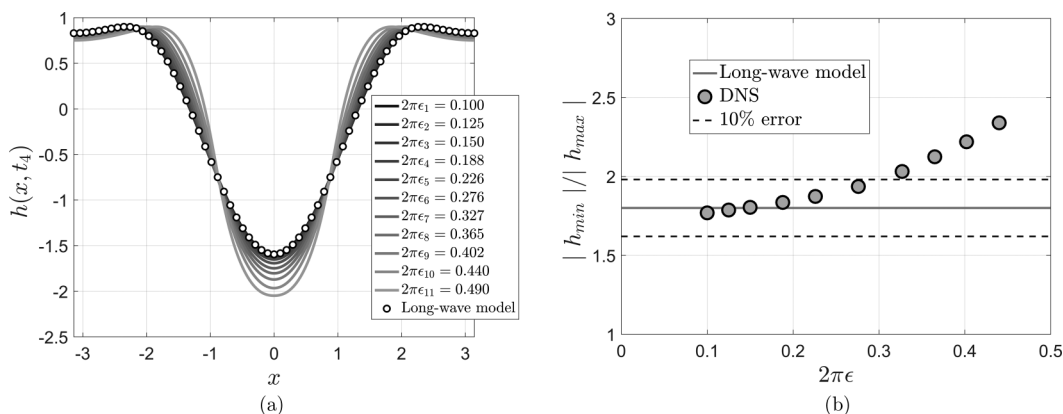 1
0.5
0
-0.5
-1
-1.5
-2
-2.5
h(x, t₄)
-3
-2
-1
0
1
2
3
x
2πϵ₁ = 0.100
2πϵ₂ = 0.125
2πϵ₃ = 0.150
2πϵ₄ = 0.188
2πϵ₅ = 0.226
2πϵ₆ = 0.276
2πϵ₇ = 0.327
2πϵ₈ = 0.365
2πϵ₉ = 0.402
2πϵ₁₀ = 0.440
2πϵ₁₁ = 0.490
Long-wave model
(a)
3
2.5
2
1.5
1
| h_min |/| h_max |
Long-wave model
DNS
10% error
0
0.1
0.2
0.3
0.4
0.5
2πϵ
(b)